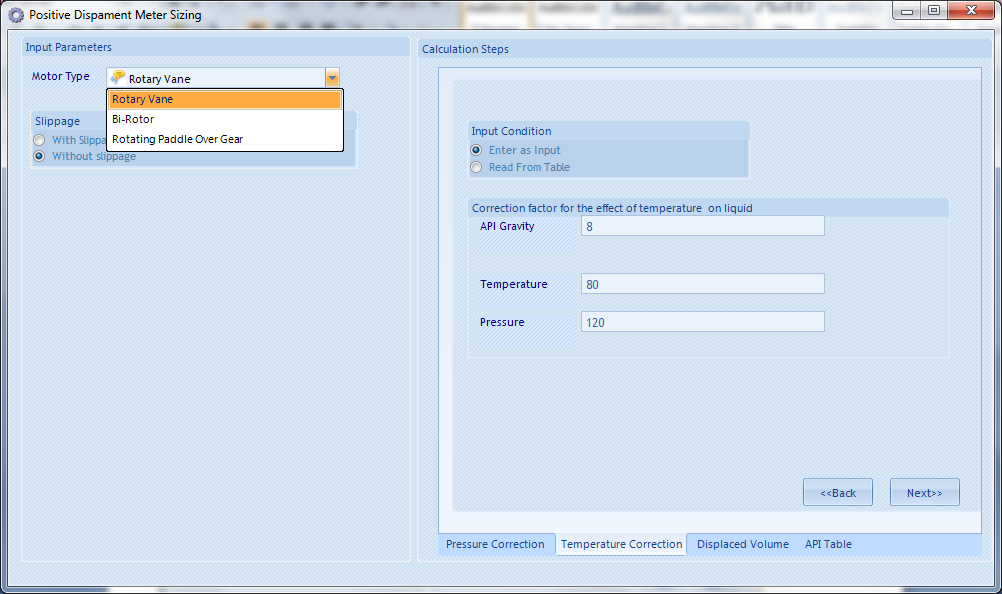 Positive Dispament Meter Sizing
Input Parameters
Motor Type
Rotary Vane
Rotary Vane
Bi-Rotor
Rotating Paddle Over Gear
Slippage
With Slippa
Without slippage
Calculation Steps
Input Condition
Enter as Input
Read From Table
Correction factor for the effect of temperature on liquid
API Gravity 8
Temperature 80
Pressure 120
<<Back Next>>
Pressure Correction Temperature Correction Displaced Volume API Table